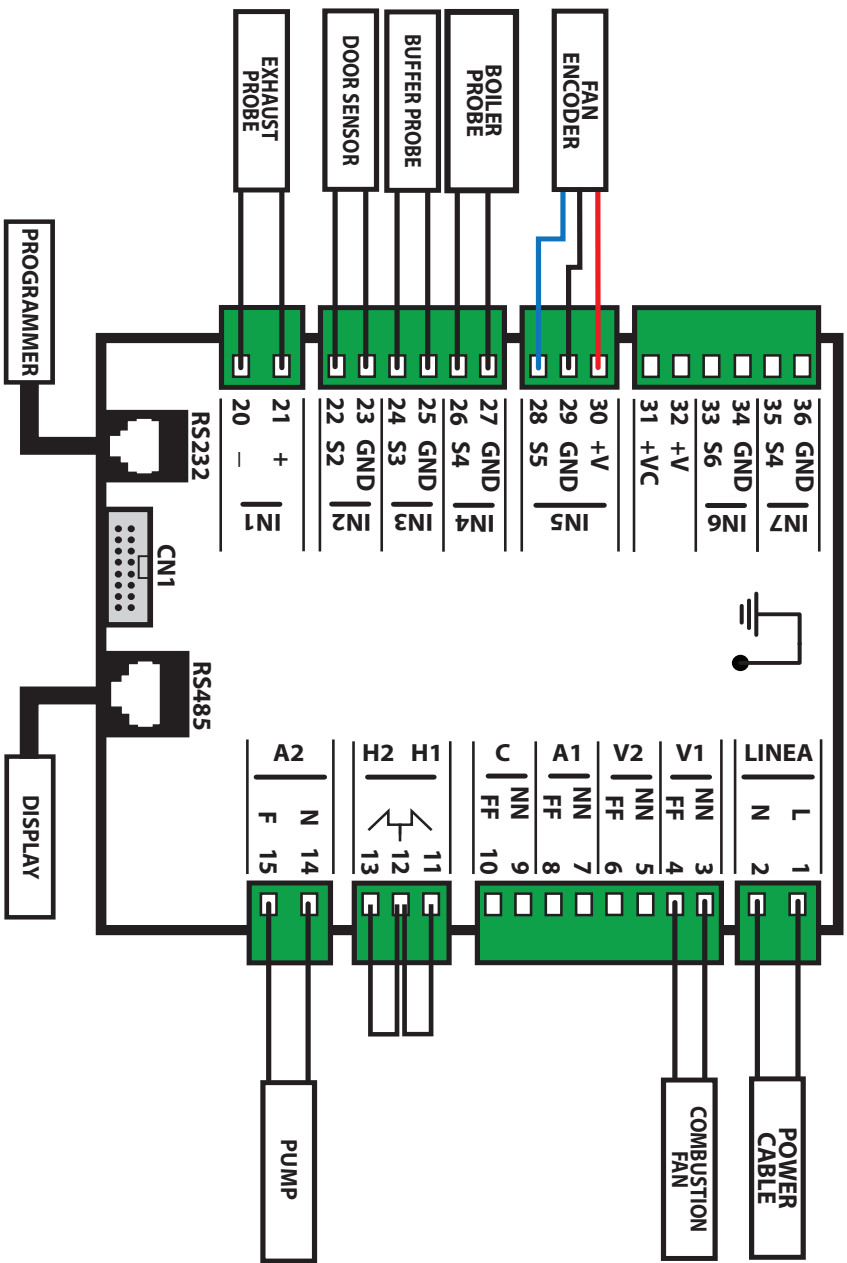 EXHAUST
PROBE
DOOR SENSOR
BUFFER PROBE
BOILER
PROBE
FAN
ENCODER
PROGRAMMER
RS232
CN1
RS485
DISPLAY
20 –
21 +
IN1
22 S2
23 GND
IN2
24 S3
25 GND
IN3
26 S4
27 GND
IN4
28 S5
29 GND
30 +V
IN5
31 +VC
32 +V
33 S6
34 GND
IN6
35 S4
36 GND
IN7
A2
F 15
N 14
H2 H1
13
12
11
C
FF 10
NN 9
A1
FF 8
NN 7
V2
FF 6
NN 5
V1
FF 4
NN 3
LINEA
N 2
L 1
PUMP
COMBUSTION
FAN
POWER
CABLE